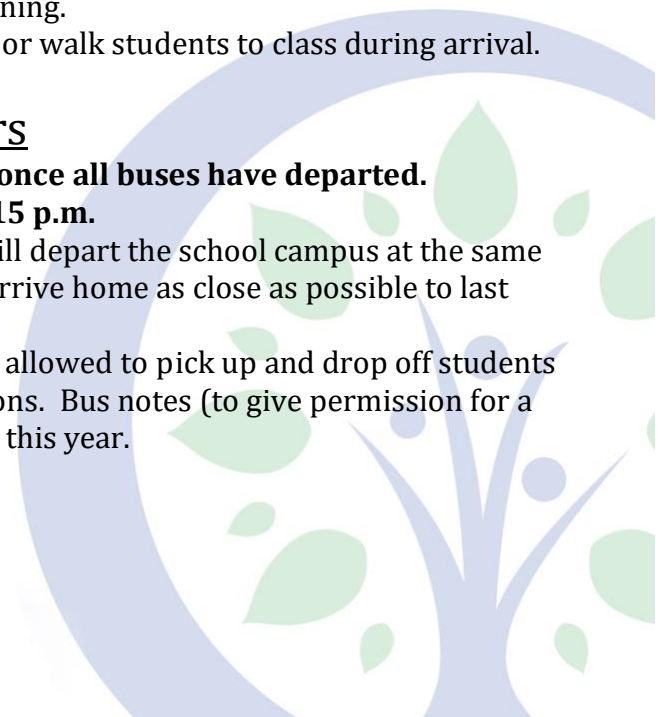 ning.
or walk students to class during arrival.
rs
once all buses have departed.
15 p.m.
ill depart the school campus at the same
rrive home as close as possible to last
allowed to pick up and drop off students
ons. Bus notes (to give permission for a
this year.